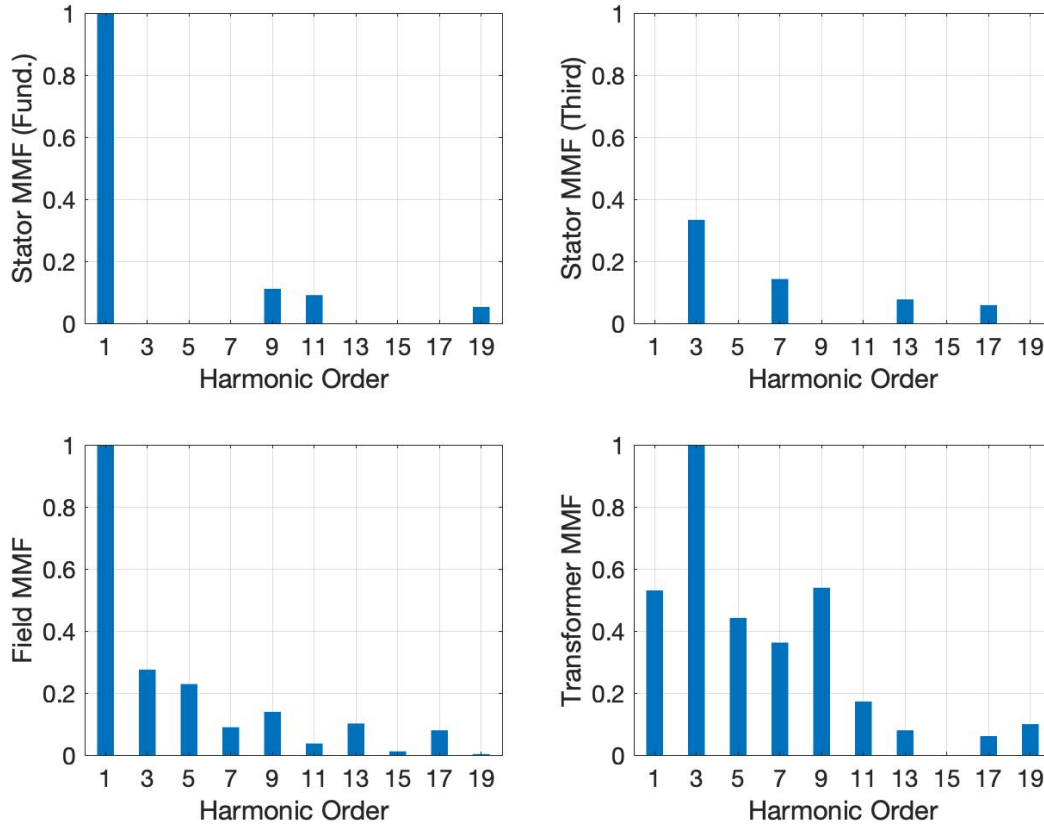 Stator MMF (Fund.)
1
0.8
0.6
0.4
0.2
0
1 3 5 7 9 11 13 15 17 19
Harmonic Order
Stator MMF (Third)
1
0.8
0.6
0.4
0.2
0
1 3 5 7 9 11 13 15 17 19
Harmonic Order
Field MMF
1
0.8
0.6
0.4
0.2
0
1 3 5 7 9 11 13 15 17 19
Harmonic Order
Transformer MMF
1
0.8
0.6
0.4
0.2
0
1 3 5 7 9 11 13 15 17 19
Harmonic Order